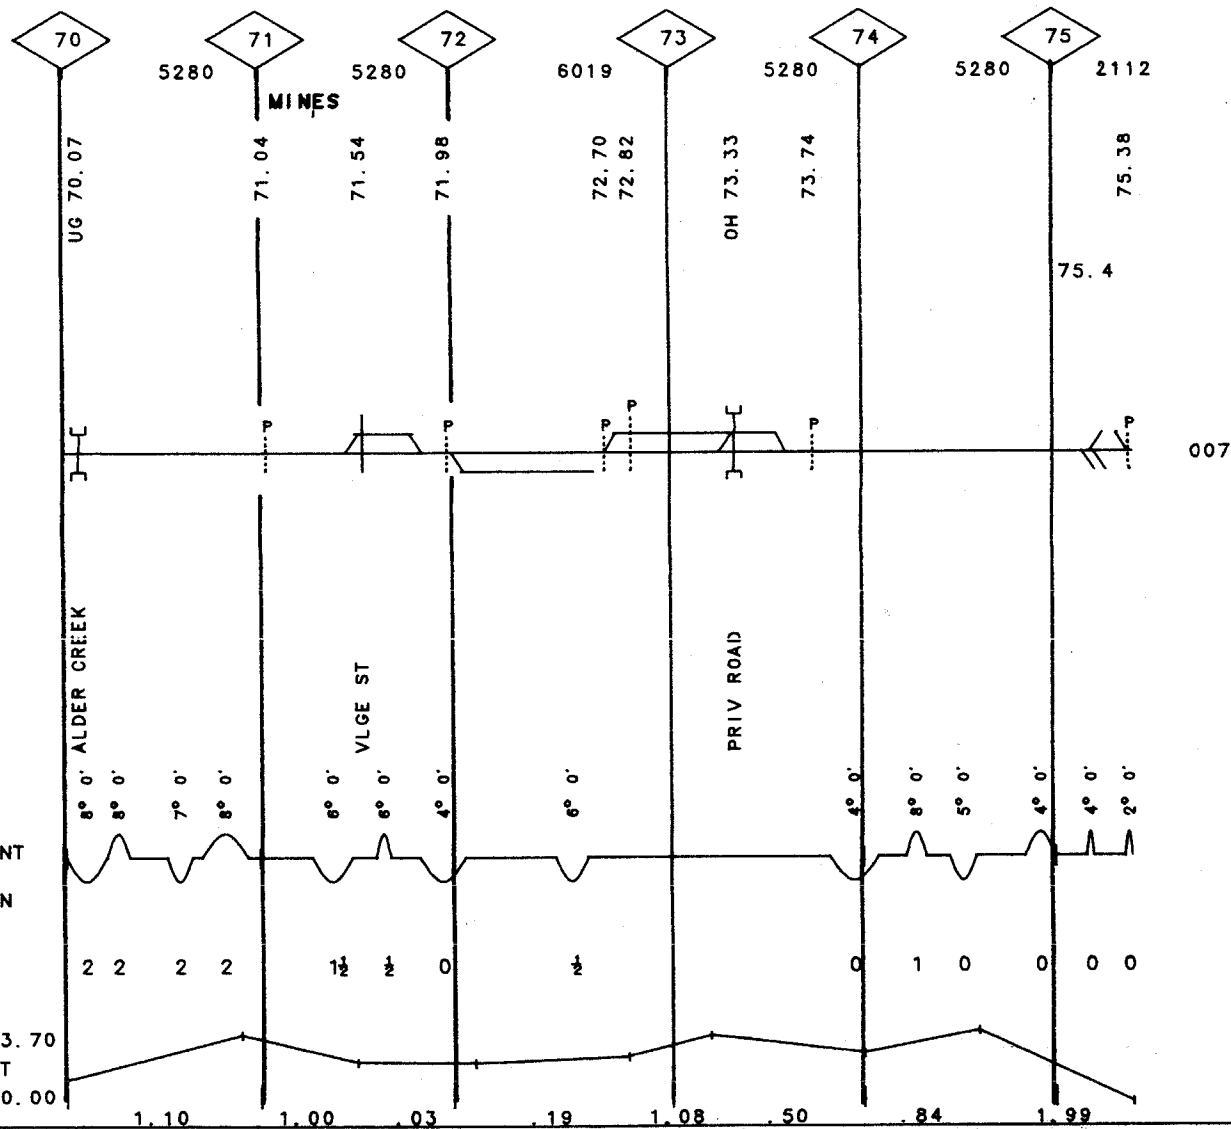 70 71 72 73 74 75
5280 5280 6019 5280 5280 2112
MINES
UG 70.07
71.04
71.54
71.98
72.70
72.82
OH 73.33
73.74
75.38
75.4
P P P P P P
007
ALDER CREEK
VLGE ST
PRIV ROAD
8° 0' 8° 0' 7° 0' 8° 0' 6° 0' 6° 0' 4° 0' 6° 0' 4° 0' 8° 0' 5° 0' 4° 0' 4° 0' 2° 0'
NT
N
2 2 2 2 1½ ½ 0 ½ 0 1 0 0 0 0
3.70
T
0.00
1.10 1.00 .03 .19 1.08 .50 .84 1.99